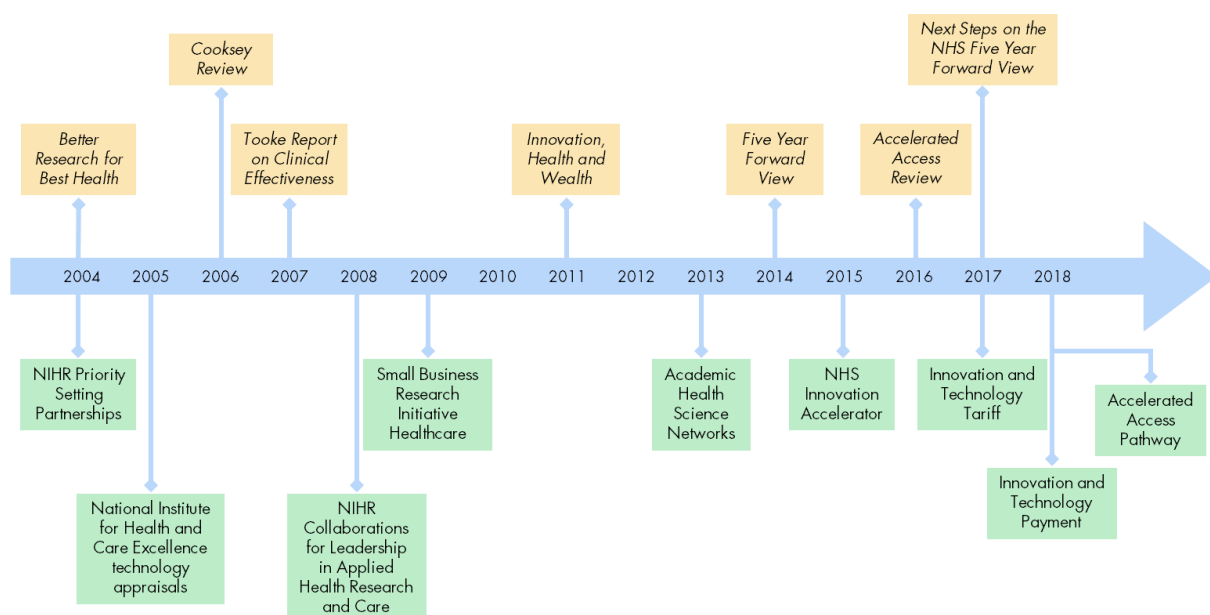 Cooksey
Review
Next Steps on the
NHS Five Year
Forward View
Better
Research for
Best Health
Tooke Report
on Clinical
Effectiveness
Innovation,
Health and
Wealth
Five Year
Forward
View
Accelerated
Access
Review
2004 2005 2006 2007 2008 2009 2010 2011 2012 2013 2014 2015 2016 2017 2018
NIHR Priority
Setting
Partnerships
Small Business
Research
Initiative
Healthcare
Academic
Health
Science
Networks
NHS
Innovation
Accelerator
Innovation and
Technology
Tariff
Accelerated
Access
Pathway
National Institute
for Health and
Care Excellence
technology
appraisals
NIHR
Collaborations
for Leadership
in Applied
Health Research
and Care
Innovation and
Technology
Payment